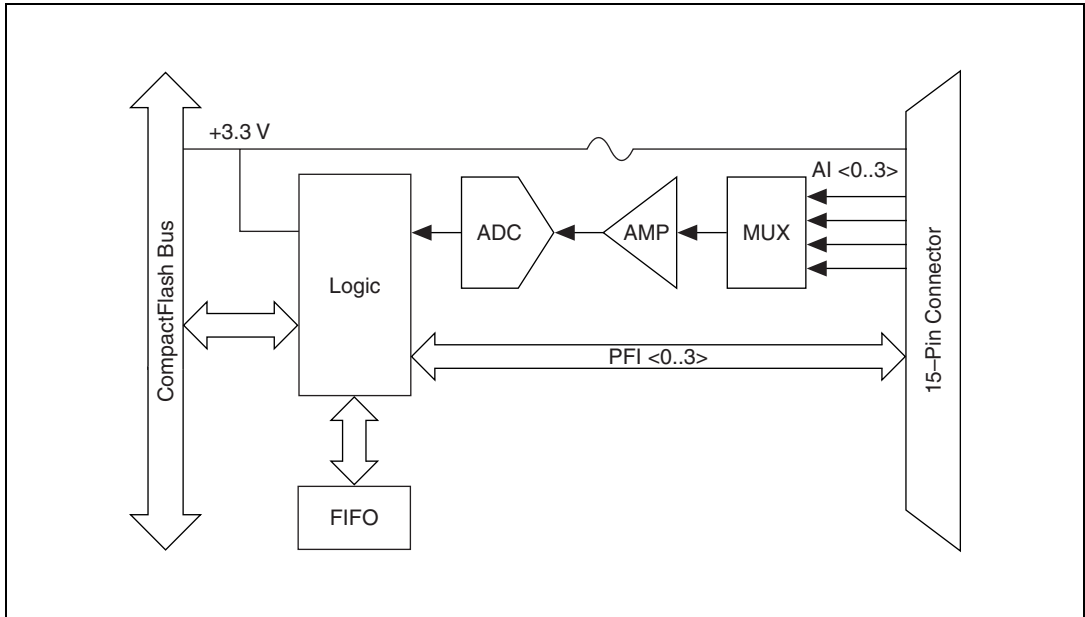 +3.3 V
AI <0..3>
ADC
AMP
MUX
Logic
CompactFlash Bus
PFI <0..3>
15–Pin Connector
FIFO